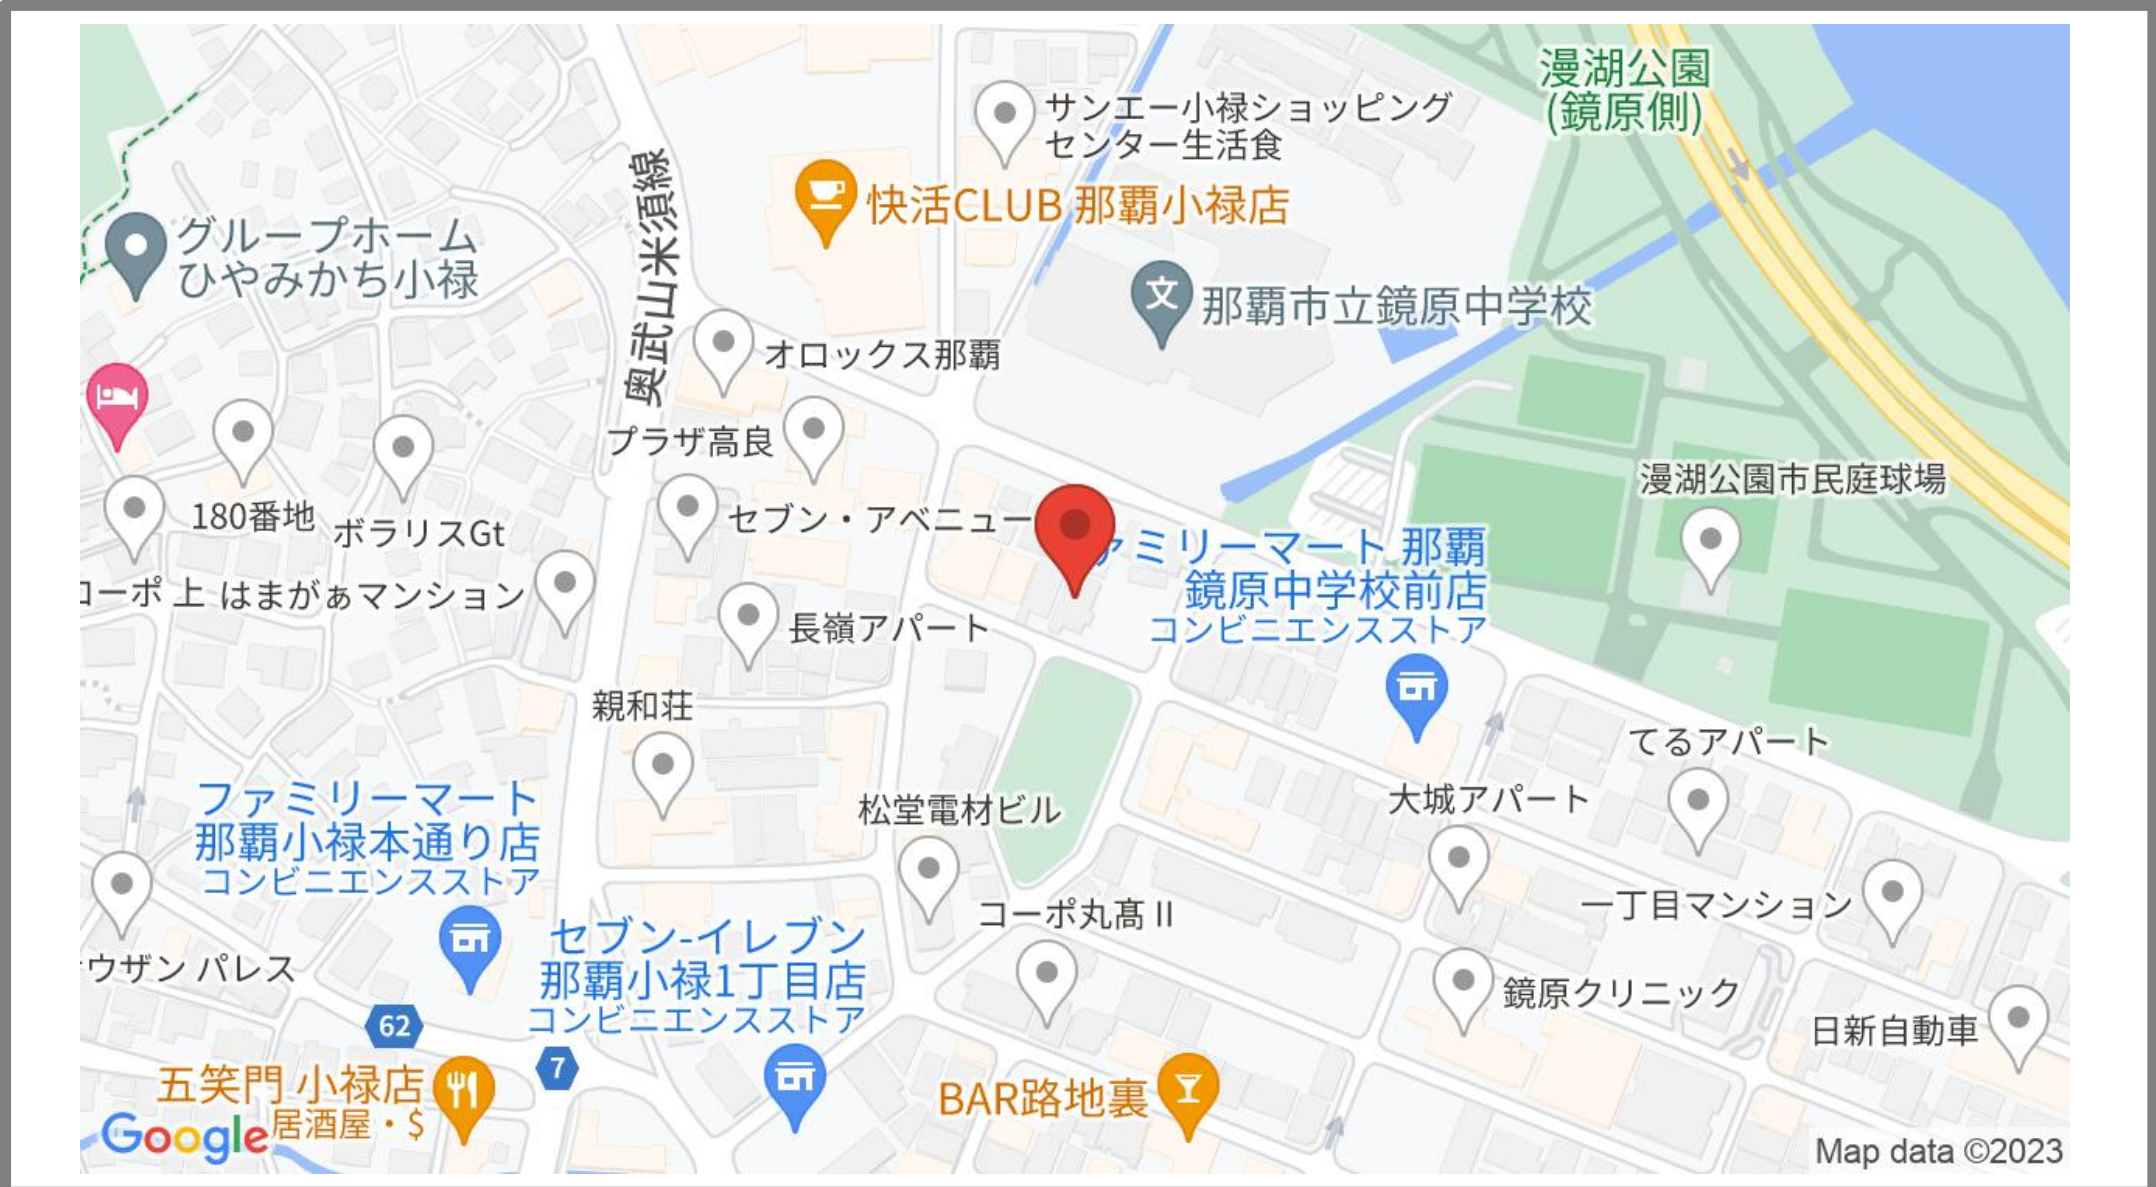 漫湖公園
(鏡原側)
サンエー小禄ショッピング
センター生活食
快活CLUB 那覇小禄店
奥武山米須線
グループホーム
ひやみかち小禄
文
那覇市立鏡原中学校
オロックス那覇
プラザ高良
漫湖公園市民庭球場
180番地
ボラリスGt
セブン・アベニュー
ァミリーマート 那覇
鏡原中学校前店
コンビニエンスストア
コーポ 上
はまがぁマンション
長嶺アパート
親和荘
てるアパート
ファミリーマート
那覇小禄本通り店
コンビニエンスストア
松堂電材ビル
大城アパート
一丁目マンション
コーポ丸髙 II
セブン-イレブン
那覇小禄1丁目店
コンビニエンスストア
ウザン パレス
鏡原クリニック
62
日新自動車
7
五笑門 小禄店
居酒屋・$
BAR路地裏
Google
Map data ©2023